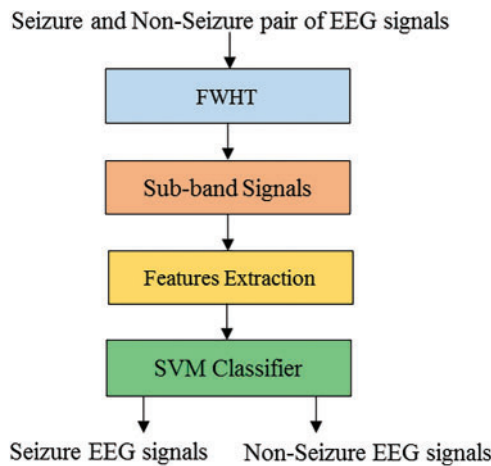 Seizure and Non-Seizure pair of EEG signals
FWHT
Sub-band Signals
Features Extraction
SVM Classifier
Seizure EEG signals
Non-Seizure EEG signals